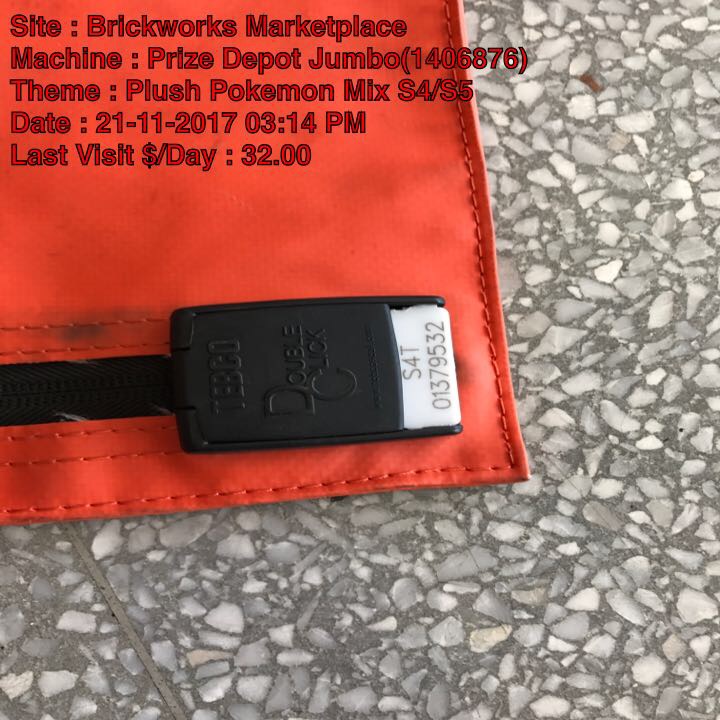 Site : Brickworks Marketplace
Machine : Prize Depot Jumbo(1406876)
Theme : Plush Pokemon Mix S4/S5
Date : 21-11-2017 03:14 PM
Last Visit $/Day : 32.00
TEBCO
DOUBLE
CLICK
S4T
01379532